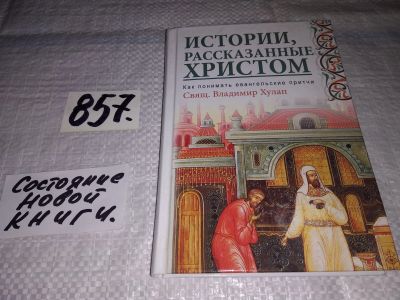 857.
Состояние
новой
книги.
ИСТОРИИ,
РАССКАЗАННЫЕ
ХРИСТОМ
Как понимать евангельские притчи
Свящ. Владимир Хулап